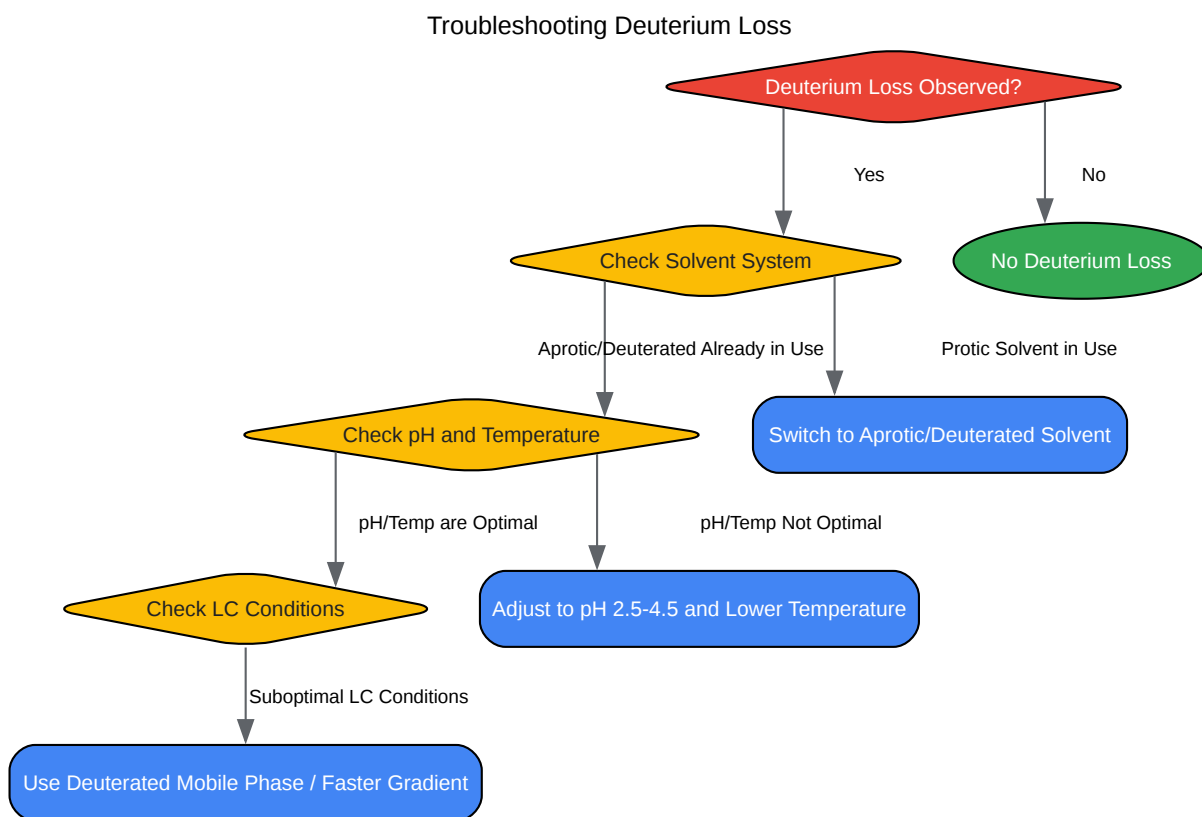 Troubleshooting Deuterium Loss
Deuterium Loss Observed?
Yes
No
Check Solvent System
No Deuterium Loss
Aprotic/Deuterated Already in Use
Protic Solvent in Use
Check pH and Temperature
Switch to Aprotic/Deuterated Solvent
pH/Temp are Optimal
pH/Temp Not Optimal
Check LC Conditions
Adjust to pH 2.5-4.5 and Lower Temperature
Suboptimal LC Conditions
Use Deuterated Mobile Phase / Faster Gradient